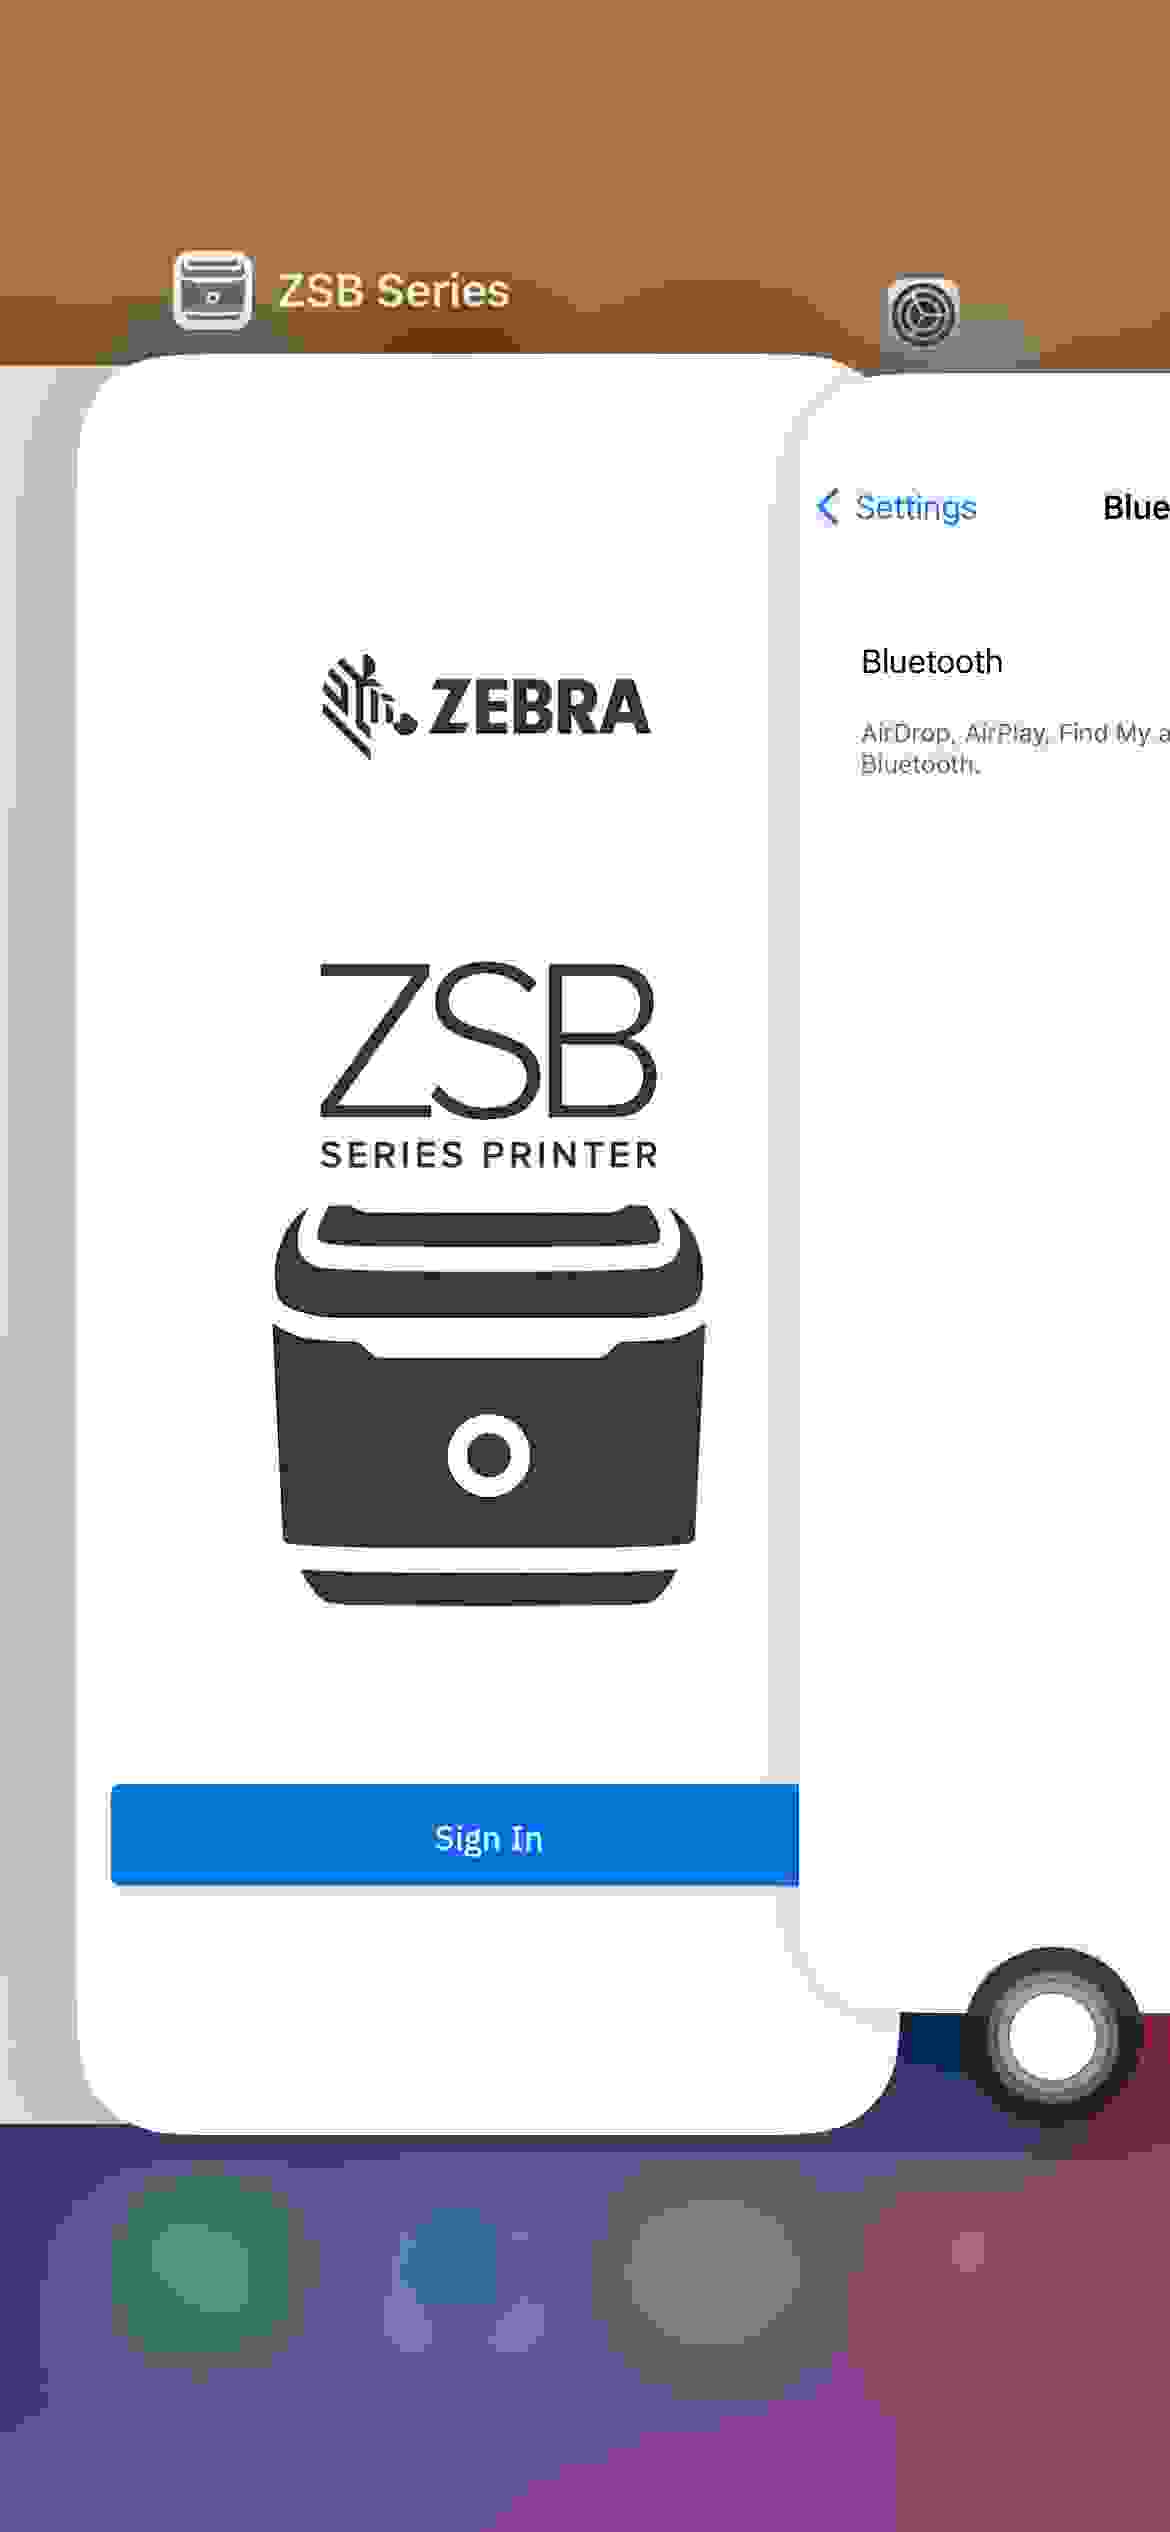 ZSB Series
Settings
Blue
Bluetooth
AirDrop, AirPlay, Find My a
Bluetooth.
ZEBRA
ZSB
SERIES PRINTER
Sign In